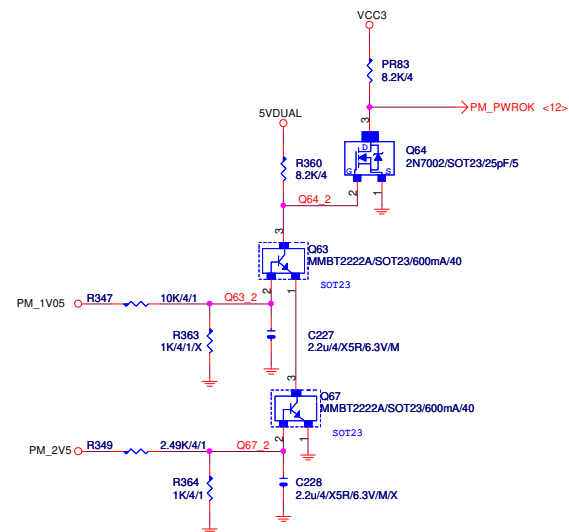 VCC3
PR83
8.2K/4
PM_PWROK <12>
5VDUAL
3
Q64
2N7002/SOT23/25pF/5
D
G
S
R360
8.2K/4
2
1
Q64_2
3
Q63
MMBT2222A/SOT23/600mA/40
SOT23
2
1
PM_1V05
R347
10K/4/1
Q63_2
R363
1K/4/1/X
C227
2.2u/4/X5R/6.3V/M
3
Q67
MMBT2222A/SOT23/600mA/40
SOT23
2
1
PM_2V5
R349
2.49K/4/1
Q67_2
R364
1K/4/1
C228
2.2u/4/X5R/6.3V/M/X